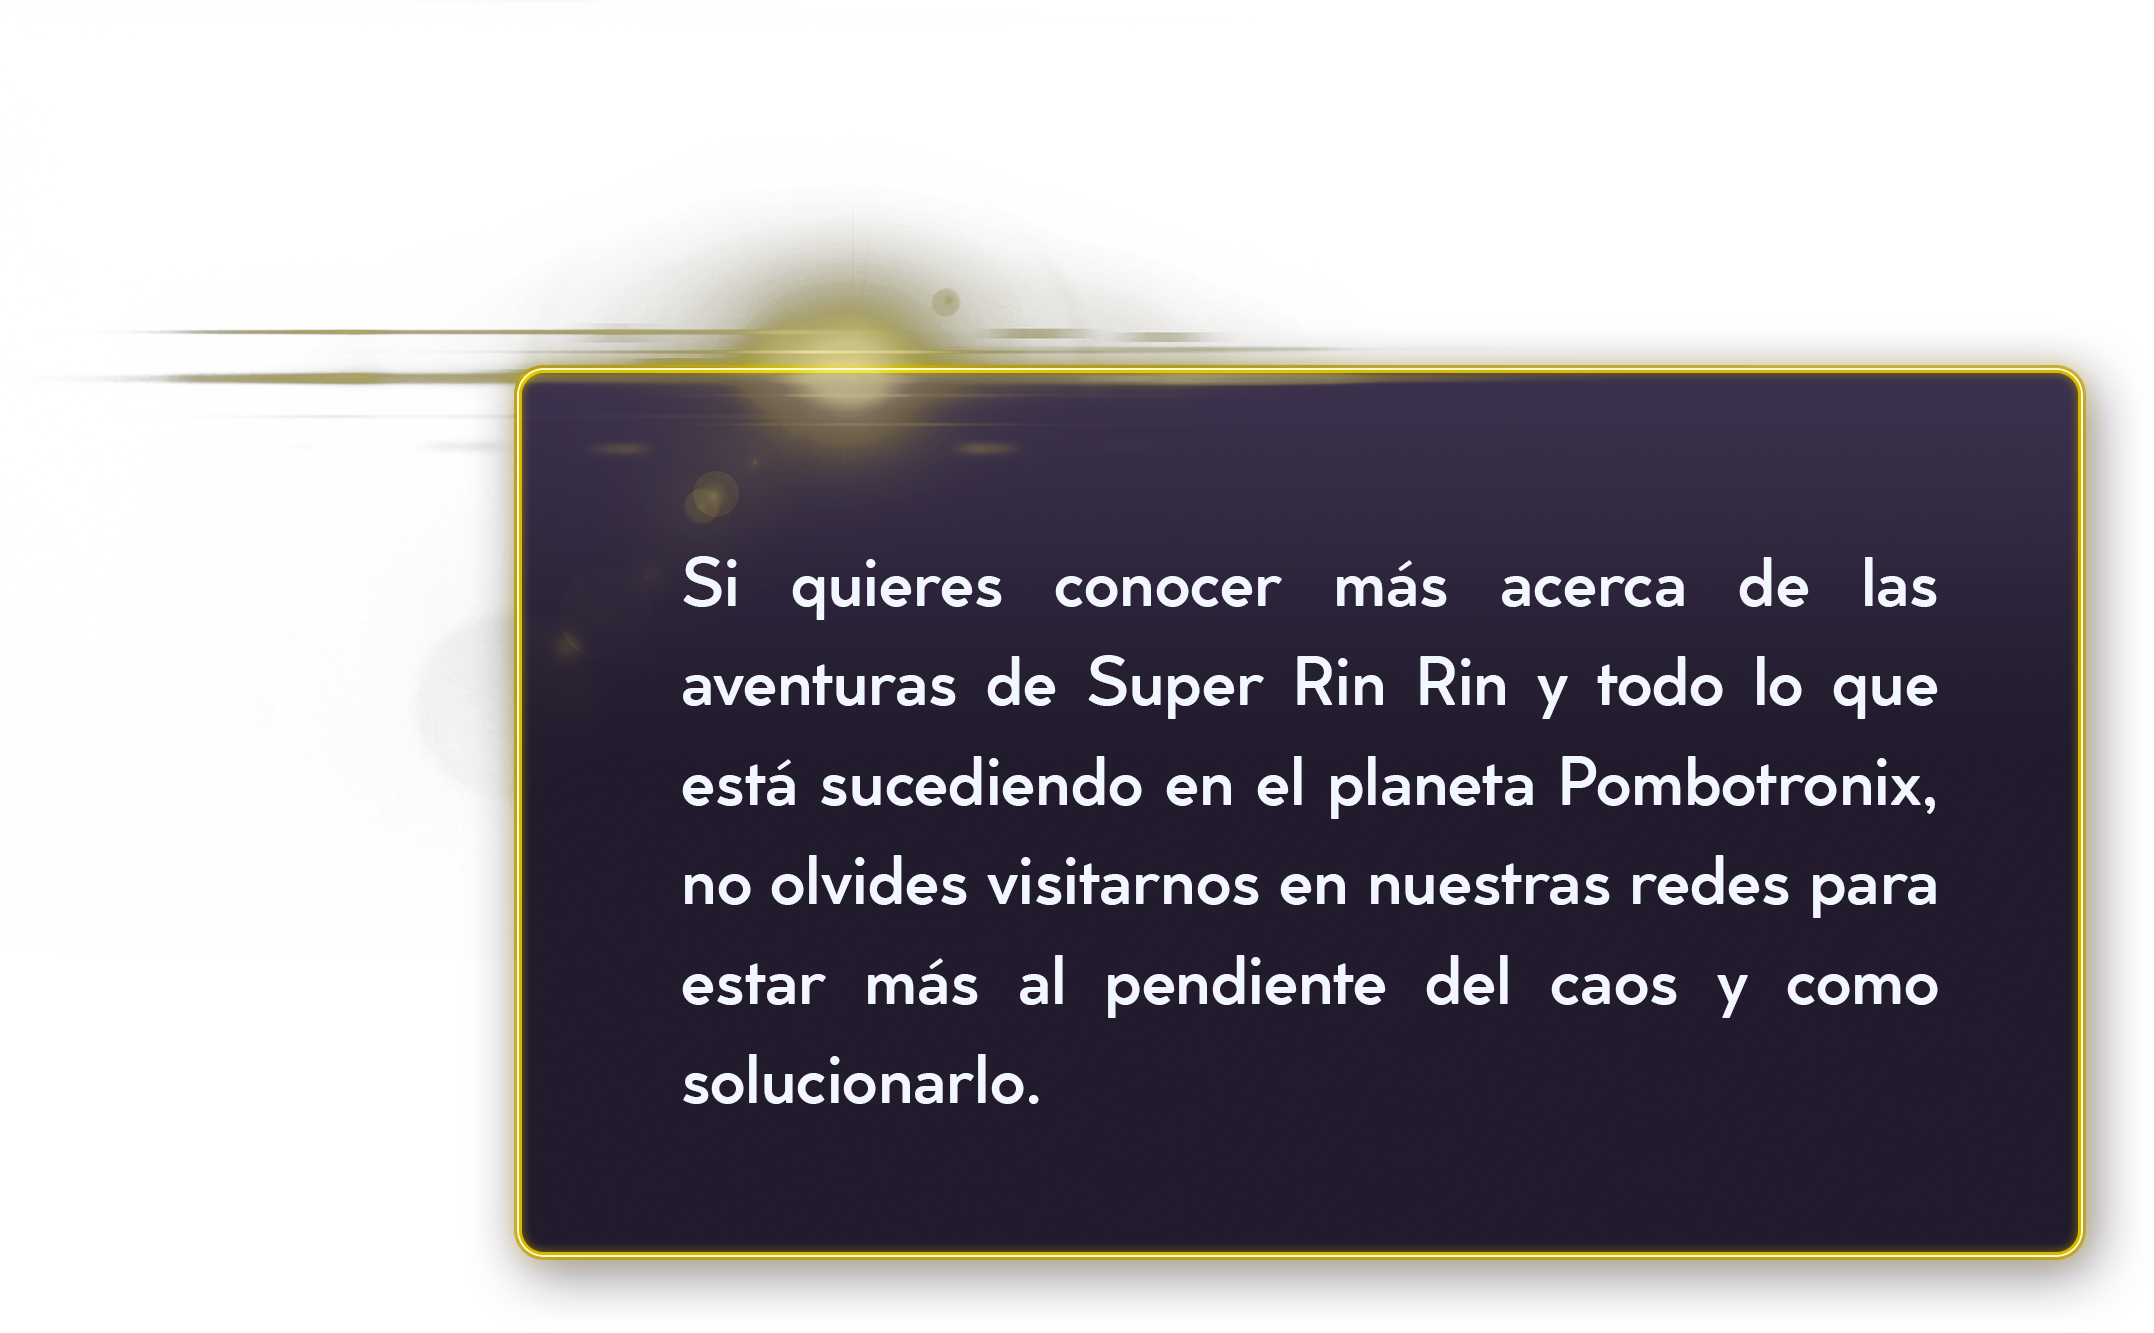 Si quieres conocer más acerca de las
aventuras de Super Rin Rin y todo lo que
está sucediendo en el planeta Pombotronix,
no olvides visitarnos en nuestras redes para
estar más al pendiente del caos y como
solucionarlo.